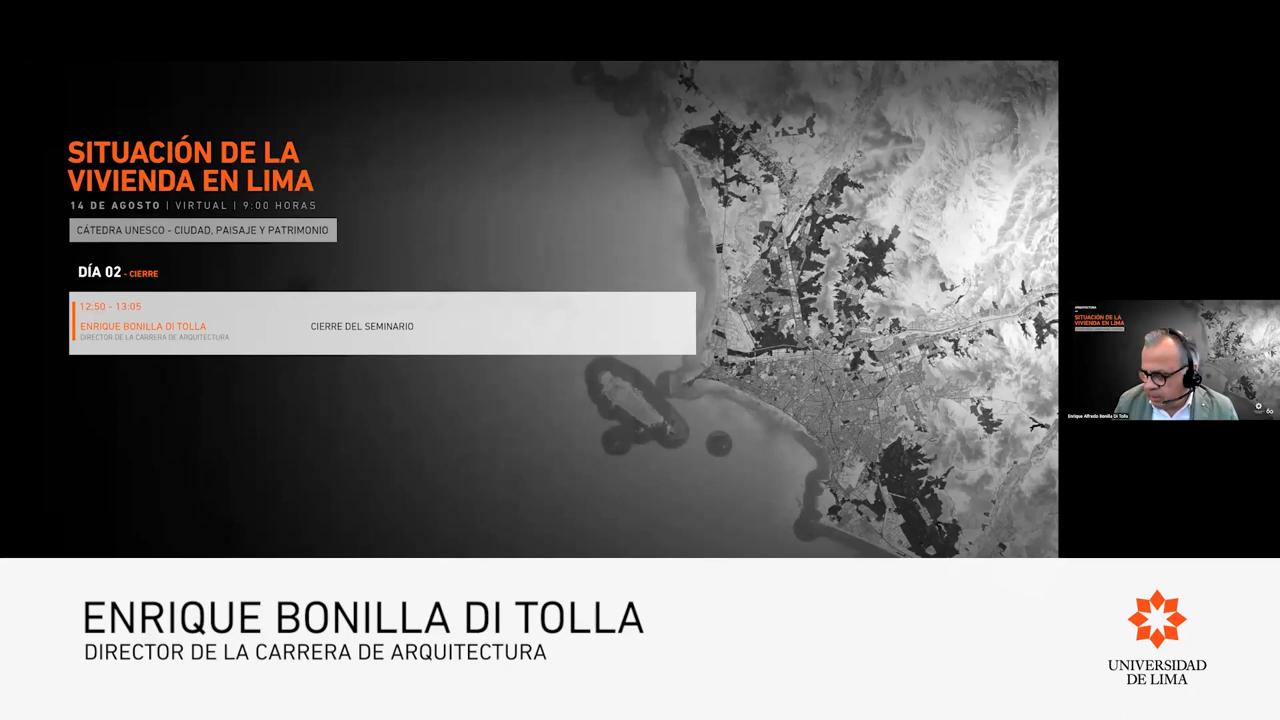 SITUACIÓN DE LA
VIVIENDA EN LIMA
14 DE AGOSTO | VIRTUAL | 9:00 HORAS
CÁTEDRA UNESCO - CIUDAD, PAISAJE Y PATRIMONIO
DÍA 02 - CIERRE
12:50 - 13:05
ENRIQUE BONILLA DI TOLLA
DIRECTOR DE LA CARRERA DE ARQUITECTURA
CIERRE DEL SEMINARIO
ARQUITECTURA
SITUACIÓN DE LA
VIVIENDA EN LIMA
Enrique Alfredo Bonilla Di Tolla
ENRIQUE BONILLA DI TOLLA
DIRECTOR DE LA CARRERA DE ARQUITECTURA
UNIVERSIDAD
DE LIMA